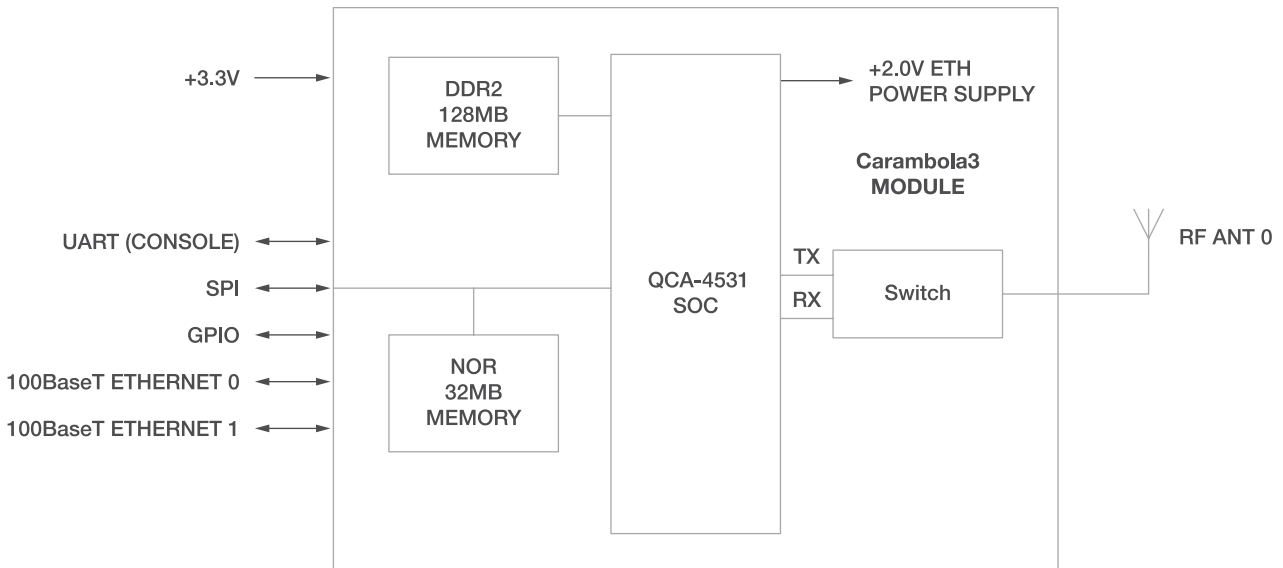 +3.3V
DDR2
128MB
MEMORY
+2.0V ETH
POWER SUPPLY
Carambola3
MODULE
UART (CONSOLE)
SPI
GPIO
100BaseT ETHERNET 0
100BaseT ETHERNET 1
NOR
32MB
MEMORY
QCA-4531
SOC
TX
RX
Switch
RF ANT 0